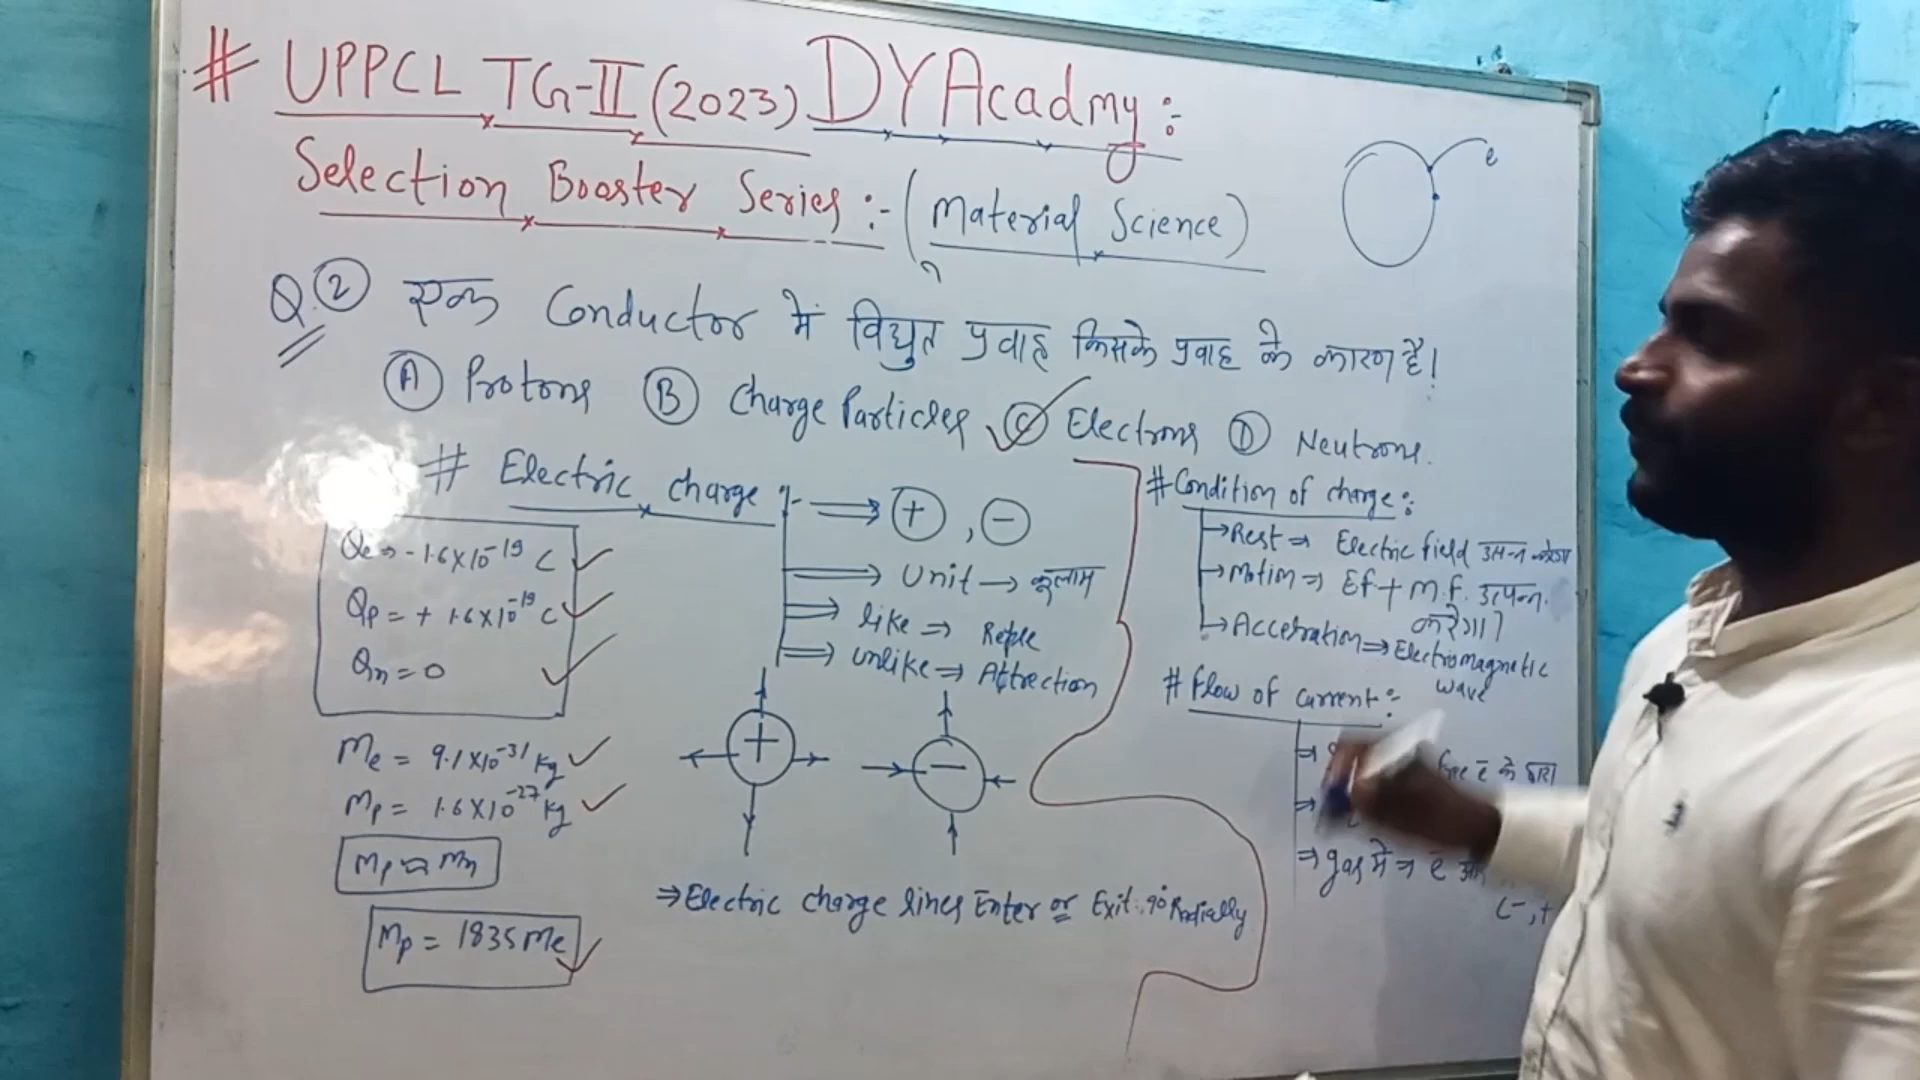 # UPPCL TG-II (2023) DYAcadmy:
Selection Booster Series :- (Material Science)
Q.② एक Conductor में विद्युत प्रवाह किसके प्रवाह के कारण है!
Ⓐ Protons Ⓑ Charge Particles Ⓒ Electrons Ⓓ Neutrons.
# Electric charge :- ⇒ ⊕ , ⊖
Unit → कूलाम
like ⇒ Reple
unlike ⇒ Attrection
Qe ⇒ -1.6×10⁻¹⁹ C
Qp = + 1.6×10⁻¹⁹ C
Qn = 0
Me = 9.1×10⁻³¹ kg
Mp = 1.6×10⁻²⁷ kg
Mp ≈ Mn
Mp = 1835 Me
+
−
⇒ Electric charge lines Enter or Exit 90° Radially
# Condition of charge:
→ Rest ⇒ Electric field उत्पन्न
→ Motion ⇒ Ef + m.f. उत्पन्न
करेगा।
→ Accelration ⇒ Electromagnetic
wave
# flow of current:
⇒ free ē के द्वारा
⇒
⇒ gas में ⇒ ē
(-, +
e